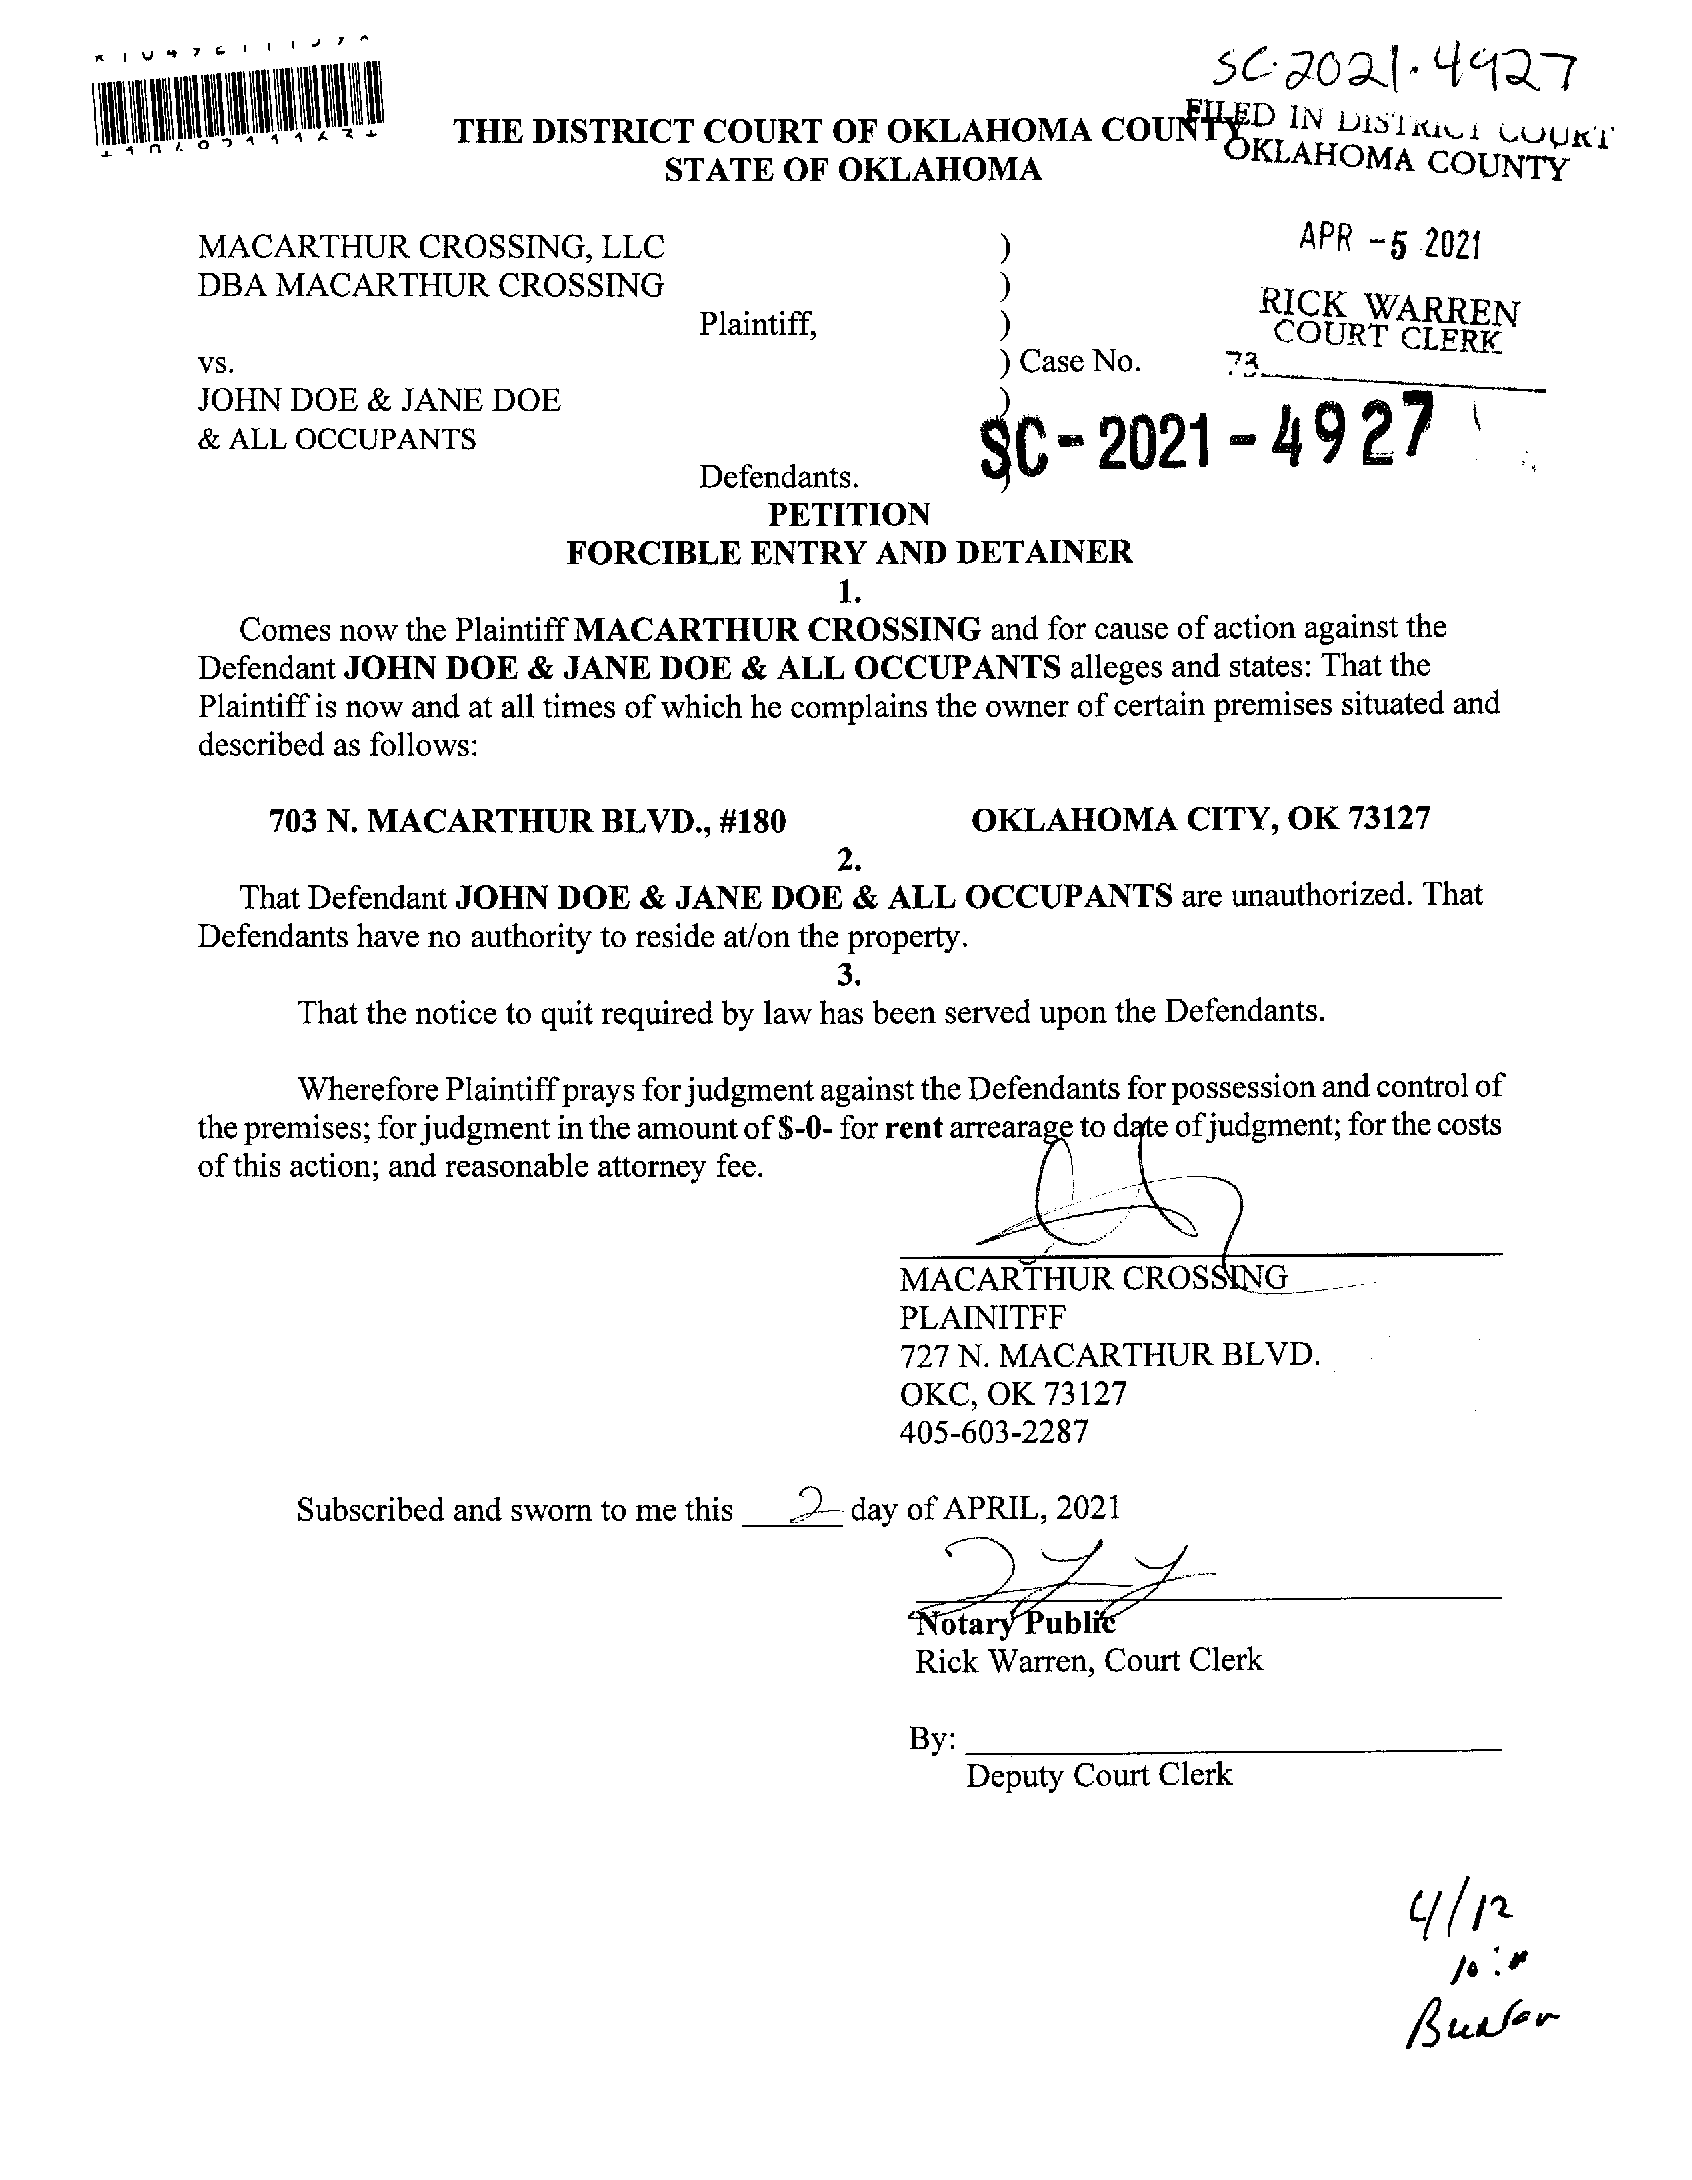 SC-2021-4927
THE DISTRICT COURT OF OKLAHOMA COUNTY
STATE OF OKLAHOMA
FILED IN DISTRICT COURT
OKLAHOMA COUNTY
APR -5 2021
RICK WARREN
COURT CLERK
73
MACARTHUR CROSSING, LLC )
DBA MACARTHUR CROSSING )
Plaintiff, )
vs. ) Case No.
JOHN DOE & JANE DOE )
& ALL OCCUPANTS
SC-2021-4927
Defendants. )
PETITION
FORCIBLE ENTRY AND DETAINER
1.
Comes now the Plaintiff MACARTHUR CROSSING and for cause of action against the
Defendant JOHN DOE & JANE DOE & ALL OCCUPANTS alleges and states: That the
Plaintiff is now and at all times of which he complains the owner of certain premises situated and
described as follows:
703 N. MACARTHUR BLVD., #180 OKLAHOMA CITY, OK 73127
2.
That Defendant JOHN DOE & JANE DOE & ALL OCCUPANTS are unauthorized. That
Defendants have no authority to reside at/on the property.
3.
That the notice to quit required by law has been served upon the Defendants.
Wherefore Plaintiff prays for judgment against the Defendants for possession and control of
the premises; for judgment in the amount of $-0- for rent arrearage to date of judgment; for the costs
of this action; and reasonable attorney fee.
MACARTHUR CROSSING
PLAINITFF
727 N. MACARTHUR BLVD.
OKC, OK 73127
405-603-2287
Subscribed and sworn to me this 2 day of APRIL, 2021
Notary Public
Rick Warren, Court Clerk
By:
Deputy Court Clerk
4/12